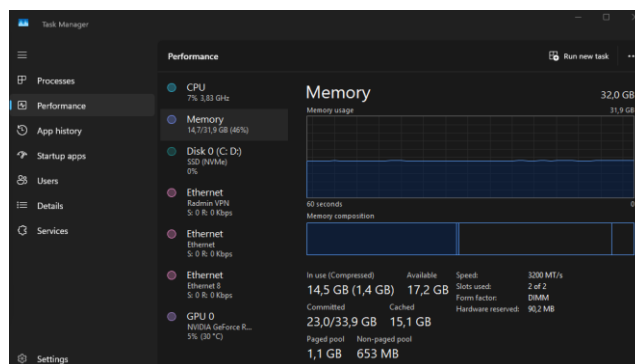 Task Manager
Performance
Run new task
Processes
Performance
App history
Startup apps
Users
Details
Services
Settings
CPU
7% 3,83 GHz
Memory
14,7/31,9 GB (46%)
Disk 0 (C: D:)
SSD (NVMe)
0%
Ethernet
Radmin VPN
S: 0 R: 0 Kbps
Ethernet
Ethernet
S: 0 R: 0 Kbps
Ethernet
Ethernet 8
S: 0 R: 0 Kbps
GPU 0
NVIDIA GeForce R...
5% (30 °C)
Memory 32,0 GB
Memory usage 31,9 GB
60 seconds 0
Memory composition
In use (Compressed) Available
14,5 GB (1,4 GB) 17,2 GB
Committed Cached
23,0/33,9 GB 15,1 GB
Paged pool Non-paged pool
1,1 GB 653 MB
Speed: 3200 MT/s
Slots used: 2 of 2
Form factor: DIMM
Hardware reserved: 90,2 MB